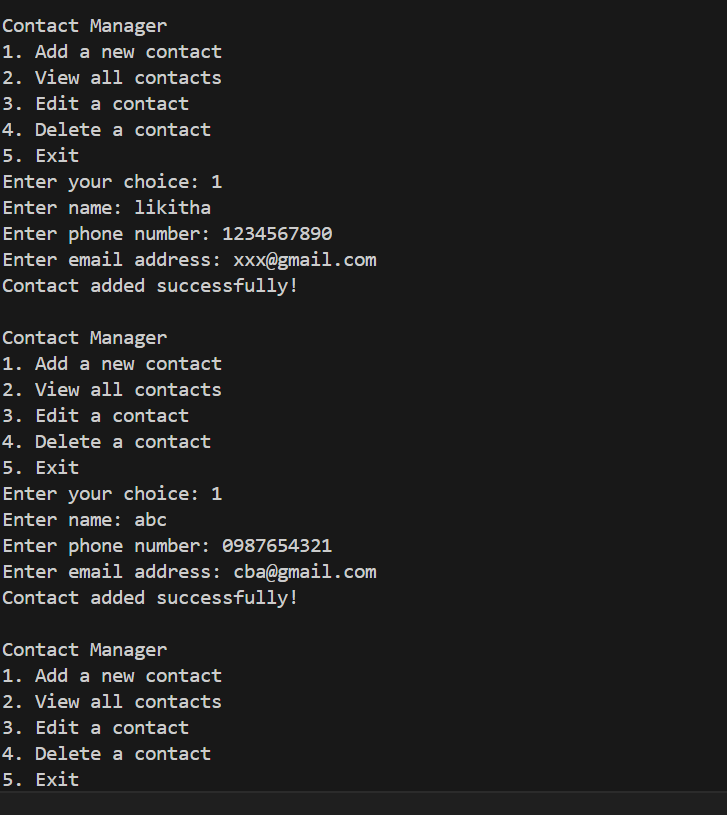 Contact Manager
1. Add a new contact
2. View all contacts
3. Edit a contact
4. Delete a contact
5. Exit
Enter your choice: 1
Enter name: likitha
Enter phone number: 1234567890
Enter email address: xxx@gmail.com
Contact added successfully!
Contact Manager
1. Add a new contact
2. View all contacts
3. Edit a contact
4. Delete a contact
5. Exit
Enter your choice: 1
Enter name: abc
Enter phone number: 0987654321
Enter email address: cba@gmail.com
Contact added successfully!
Contact Manager
1. Add a new contact
2. View all contacts
3. Edit a contact
4. Delete a contact
5. Exit